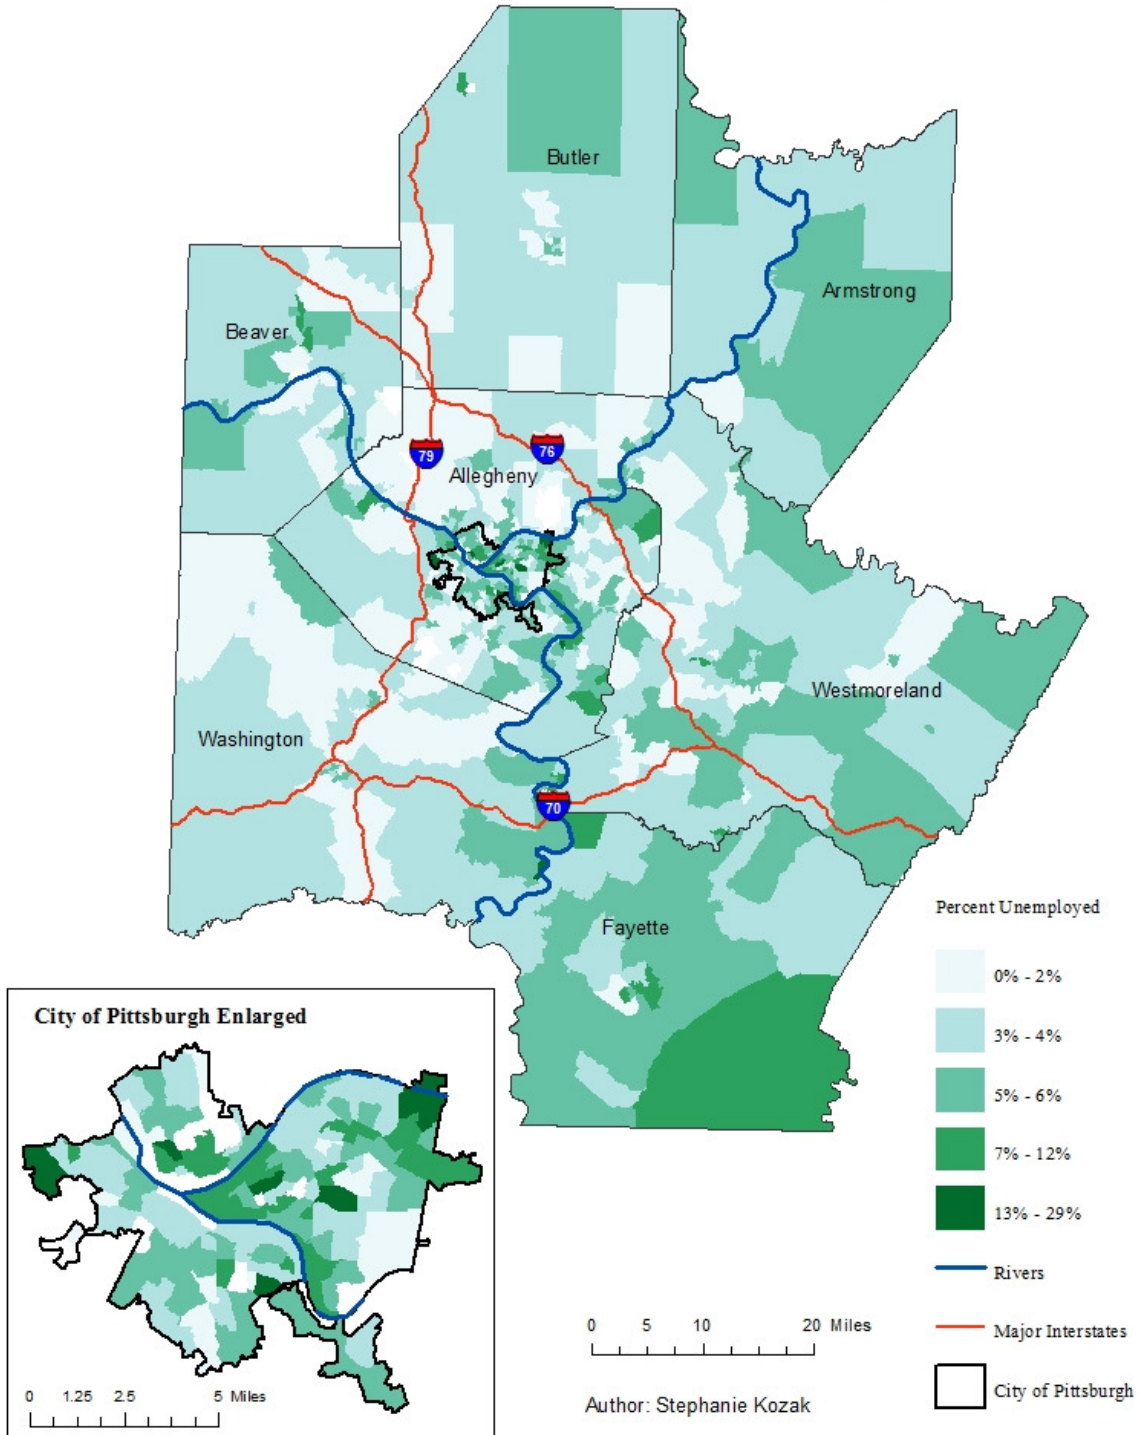 Butler
Armstrong
Beaver
79
76
Allegheny
Westmoreland
Washington
70
Fayette
Percent Unemployed
0% - 2%
3% - 4%
5% - 6%
7% - 12%
13% - 29%
Rivers
Major Interstates
City of Pittsburgh
City of Pittsburgh Enlarged
0 1.25 2.5 5 Miles
0 5 10 20 Miles
Author: Stephanie Kozak